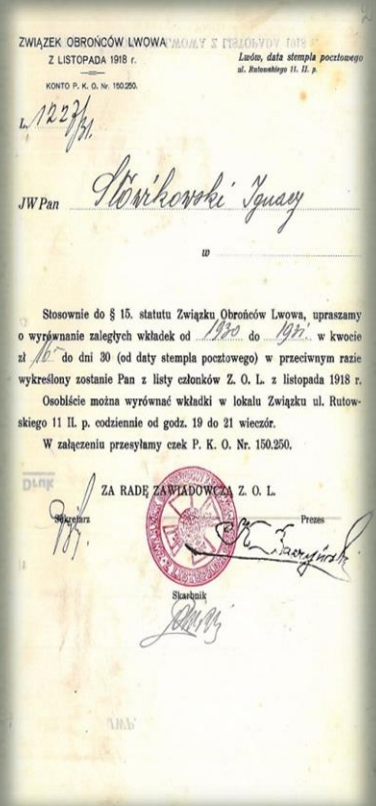 ZWIĄZEK OBROŃCÓW LWOWA
Z LISTOPADA 1918 r.
KONTO P. K. O. NR. 150.250.
Lwów, data stempla pocztowego
ul. Rutowskiego 11. II. p.
L. 1227/31.
JW Pan Słówikowski Ignacy
w
Stosownie do § 15. statutu Związku Obrońców Lwowa, upraszamy
o wyrównanie zaległych wkładek od 1930 do 1931. w kwocie
zł 16- do dni 30 (od daty stempla pocztowego) w przeciwnym razie
wykreślony zostanie Pan z listy członków Z. O. L. z listopada 1918 r.
Osobiście można wyrównać wkładki w lokalu Związku ul. Rutow-
skiego 11 II. p. codziennie od godz. 19 do 21 wieczór.
W załączeniu przesyłamy czek P. K. O. Nr. 150.250.
ZA RADĘ ZAWIADOWCZĄ Z. O. L.
Sekretarz
Prezes
Skarbnik